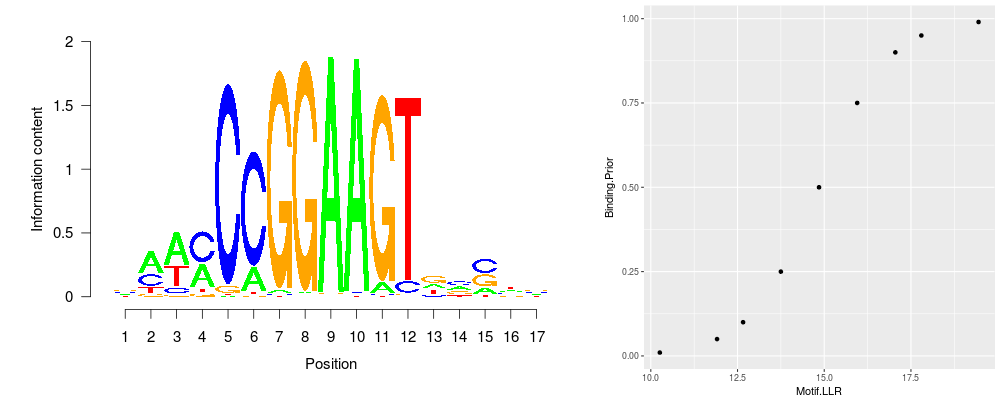 2
1.5
1
0.5
0
Information content
1 2 3 4 5 6 7 8 9 10 11 12 13 14 15 16 17
Position
A C
A T
C A
C
C A
G
G
A
A
G A
T C
G
C G
1.00
0.75
0.50
0.25
0.00
Binding.Prior
10.0 12.5 15.0 17.5
Motif.LLR